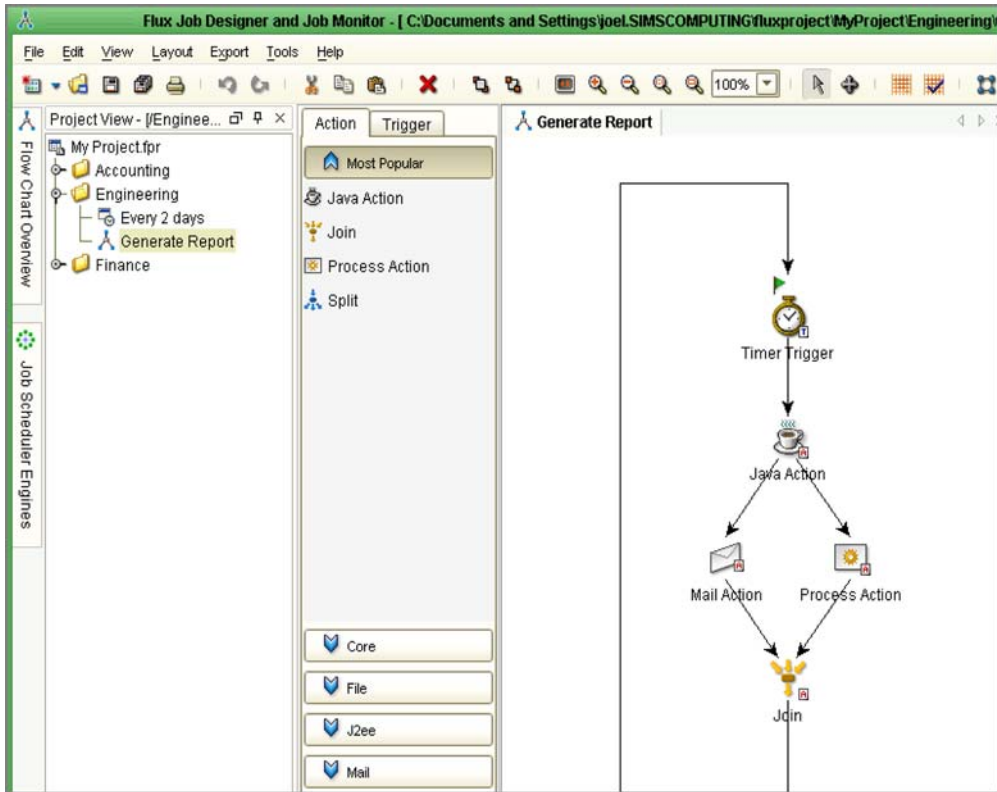 Flux Job Designer and Job Monitor - [ C:\Documents and Settings\joel.SIMSCOMPUTING\fluxproject\MyProject\Engineering\
File Edit View Layout Export Tools Help
100%
Flow Chart Overview
Job Scheduler Engines
Project View - [/Enginee...
My Project.fpr
Accounting
Engineering
Every 2 days
Generate Report
Finance
Action Trigger
Most Popular
Java Action
Join
Process Action
Split
Core
File
J2ee
Mail
Generate Report
Timer Trigger
Java Action
Mail Action Process Action
Join